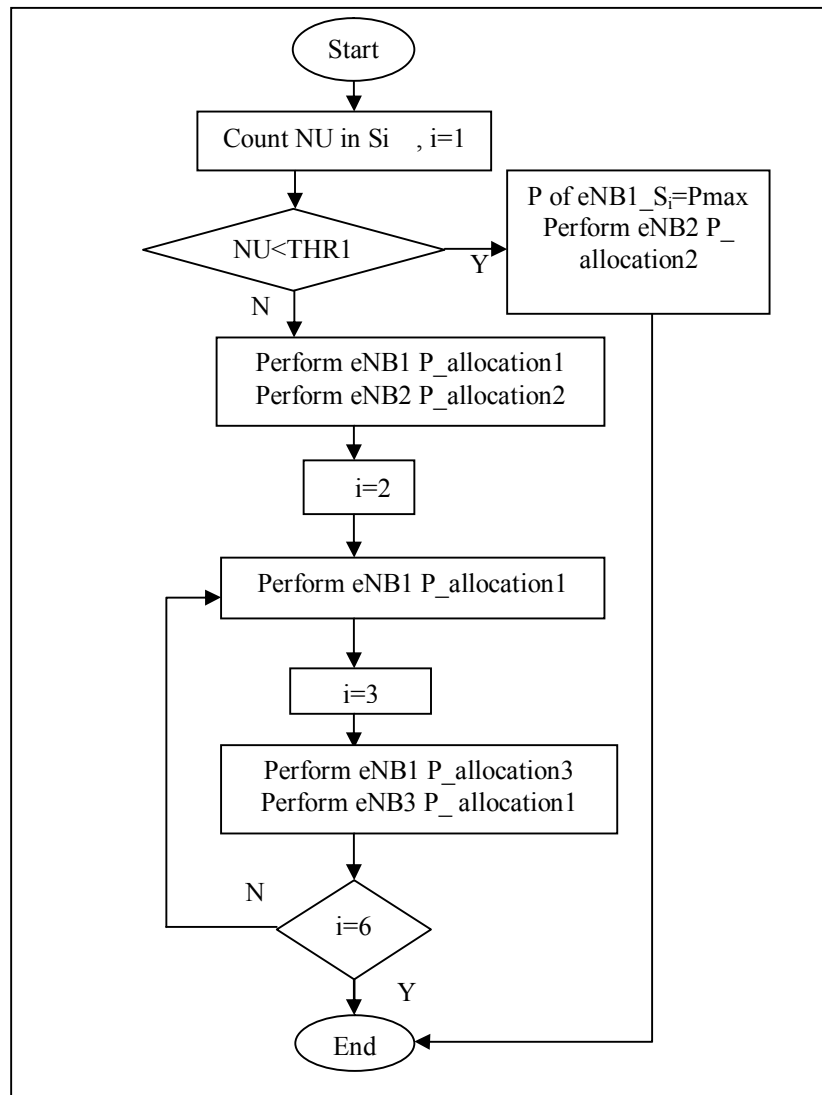 Start
Count NU in Si , i=1
NU<THR1
Y
P of eNB1_Sᵢ=Pmax
Perform eNB2 P_
allocation2
N
Perform eNB1 P_allocation1
Perform eNB2 P_allocation2
i=2
Perform eNB1 P_allocation1
i=3
Perform eNB1 P_allocation3
Perform eNB3 P_ allocation1
N
i=6
Y
End